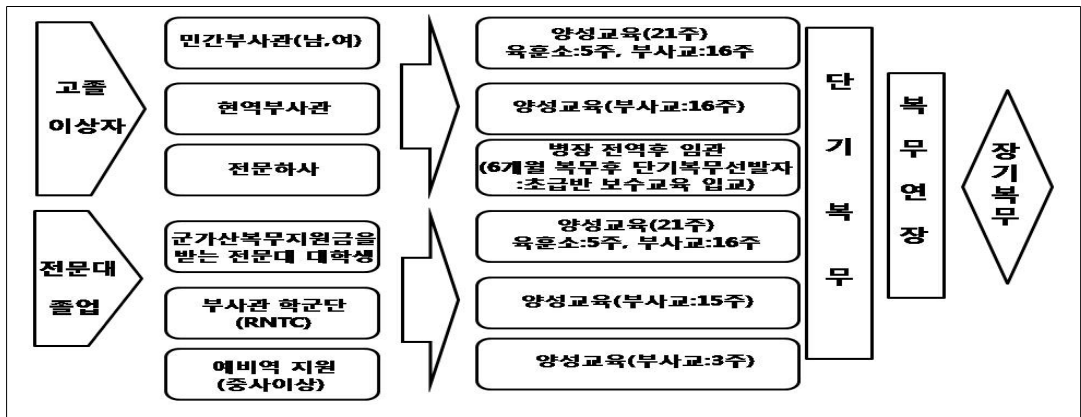 고졸
이상자
민간부사관(남,여)
현역부사관
전문하사
양성교육(21주)
육훈소:5주, 부사교:16주
양성교육(부사교:16주)
병장 전역후 임관
(6개월 복무후 단기복무선발자
:초급반 보수교육 입교)
전문대
졸업
군가산복무지원금을
받는 전문대 대학생
부사관 학군단
(RNTC)
예비역 지원
(중사이상)
양성교육(21주)
육훈소:5주, 부사교:16주
양성교육(부사교:15주)
양성교육(부사교:3주)
단기복무
복무연장
장기복무